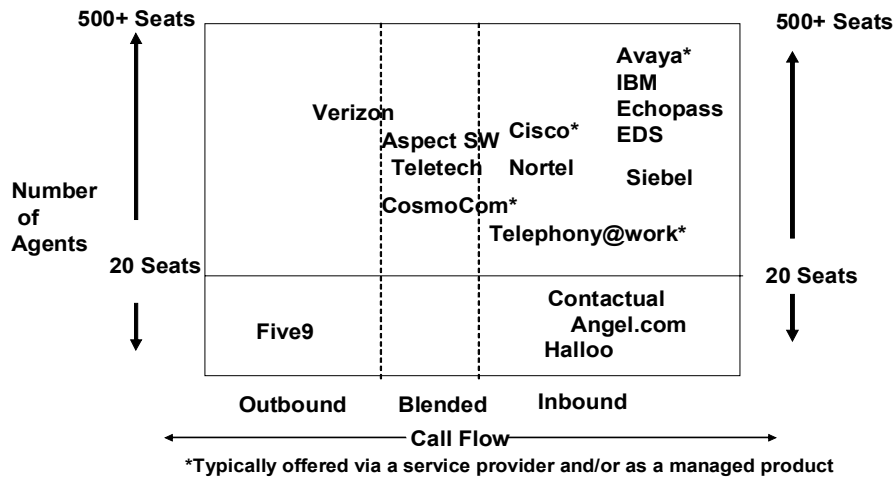 500+ Seats
500+ Seats
Avaya*
IBM
Verizon
Echopass
Aspect SW
Cisco*
EDS
Teletech
Nortel
Siebel
Number
of
Agents
CosmoCom*
Telephony@work*
20 Seats
20 Seats
Contactual
Five9
Angel.com
Halloo
Outbound
Blended
Inbound
Call Flow
*Typically offered via a service provider and/or as a managed product